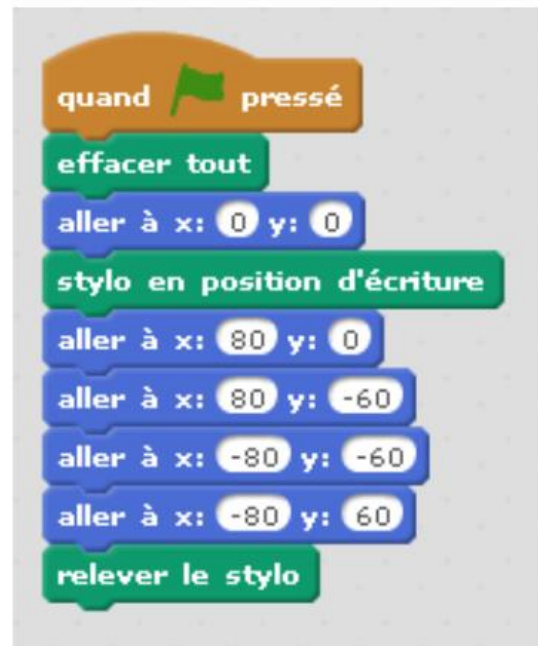 quand pressé
effacer tout
aller à x: 0 y: 0
stylo en position d'écriture
aller à x: 80 y: 0
aller à x: 80 y: -60
aller à x: -80 y: -60
aller à x: -80 y: 60
relever le stylo